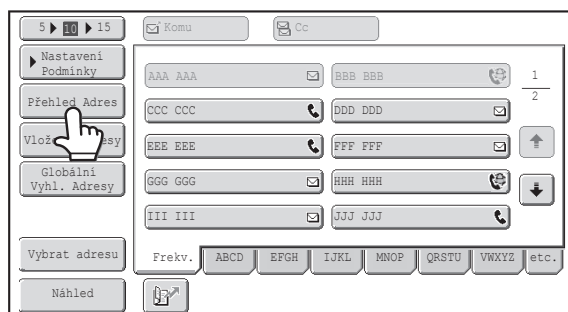 5 10 15
Komu
Cc
Nastavení
Podmínky
Přehled Adres
Globální
Vyhl. Adresy
Vybrat adresu
Náhled
AAA AAA
BBB BBB
CCC CCC
DDD DDD
EEE EEE
FFF FFF
GGG GGG
HHH HHH
III III
JJJ JJJ
1
2
Frekv.
ABCD
EFGH
IJKL
MNOP
QRSTU
VWXYZ
etc.